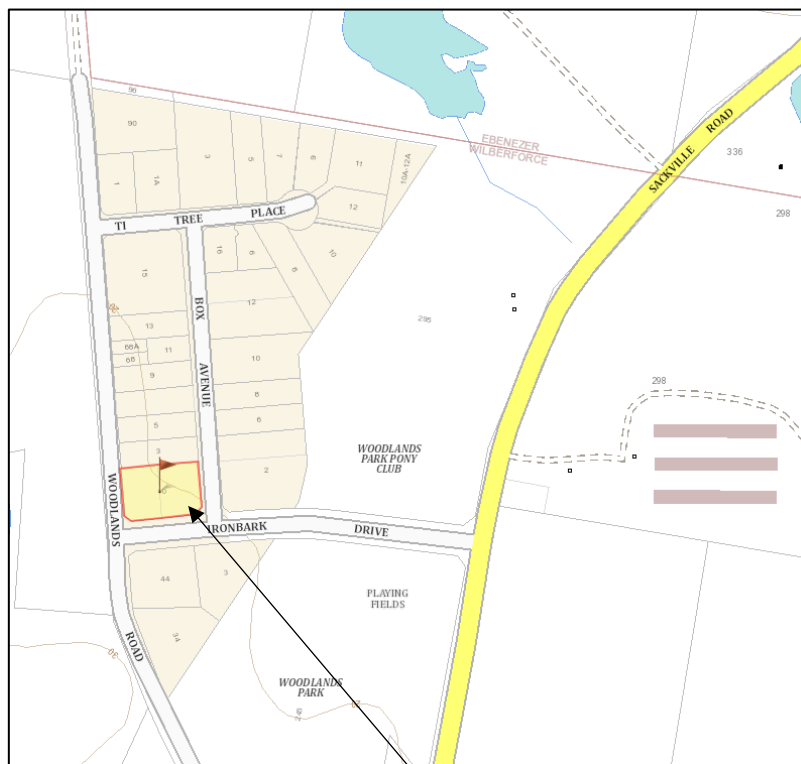 96
90
3
5
7
9
11
10A-12A
1
1A
12
EBENEZER
WILBERFORCE
SACKVILLE ROAD
336
298
TI TREE PLACE
16
6
10
15
BOX AVENUE
12
296
13
66A
66
11
9
10
8
6
5
3
2
298
WOODLANDS
PARK PONY
CLUB
WOODLANDS ROAD
IRONBARK DRIVE
44
3
34
PLAYING
FIELDS
30
WOODLANDS
PARK
20